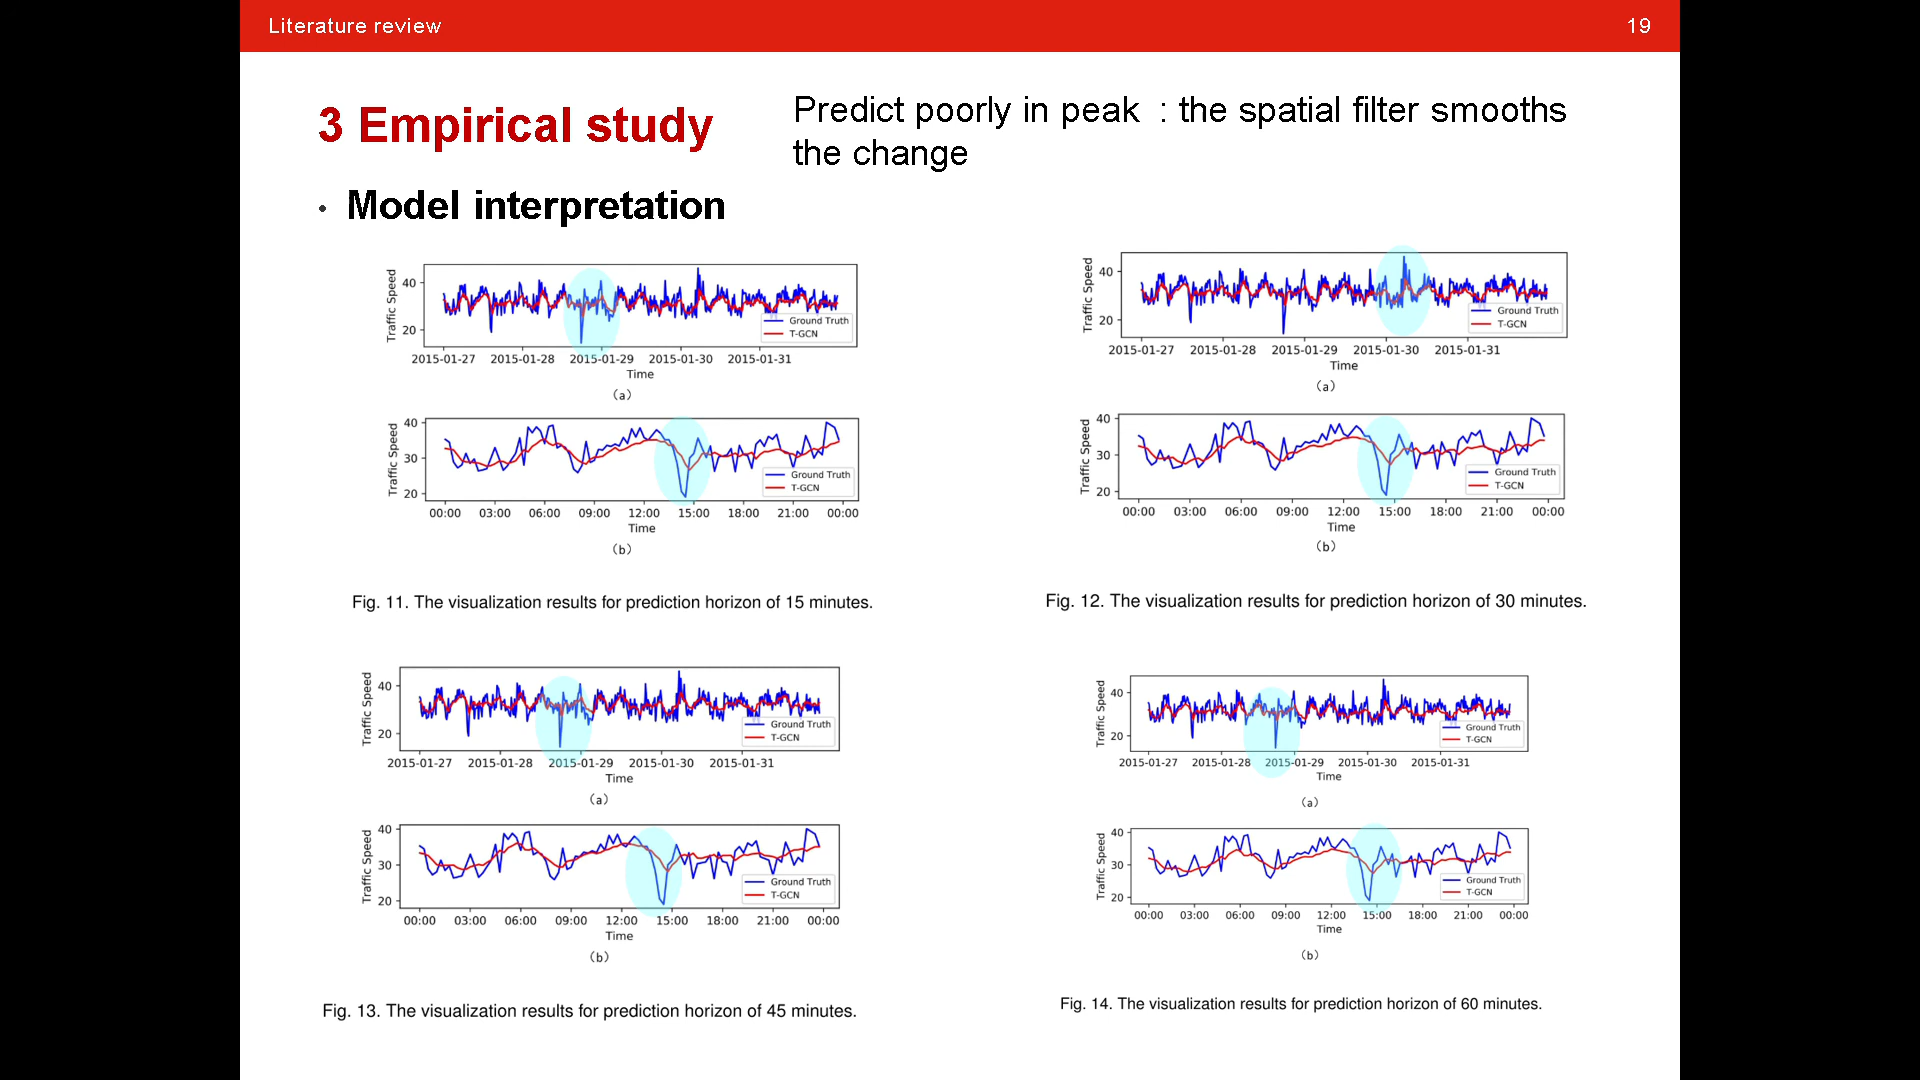 Literature review
19
3 Empirical study
Predict poorly in peak : the spatial filter smooths
the change
• Model interpretation
Traffic Speed
40
20
Ground Truth
T-GCN
2015-01-27 2015-01-28 2015-01-29 2015-01-30 2015-01-31
Time
(a)
Traffic Speed
40
30
20
Ground Truth
T-GCN
00:00 03:00 06:00 09:00 12:00 15:00 18:00 21:00 00:00
Time
(b)
Fig. 11. The visualization results for prediction horizon of 15 minutes.
Traffic Speed
40
20
Ground Truth
T-GCN
2015-01-27 2015-01-28 2015-01-29 2015-01-30 2015-01-31
Time
(a)
Traffic Speed
40
30
20
Ground Truth
T-GCN
00:00 03:00 06:00 09:00 12:00 15:00 18:00 21:00 00:00
Time
(b)
Fig. 12. The visualization results for prediction horizon of 30 minutes.
Traffic Speed
40
20
Ground Truth
T-GCN
2015-01-27 2015-01-28 2015-01-29 2015-01-30 2015-01-31
Time
(a)
Traffic Speed
40
30
20
Ground Truth
T-GCN
00:00 03:00 06:00 09:00 12:00 15:00 18:00 21:00 00:00
Time
(b)
Fig. 13. The visualization results for prediction horizon of 45 minutes.
Traffic Speed
40
20
Ground Truth
T-GCN
2015-01-27 2015-01-28 2015-01-29 2015-01-30 2015-01-31
Time
(a)
Traffic Speed
40
30
20
Ground Truth
T-GCN
00:00 03:00 06:00 09:00 12:00 15:00 18:00 21:00 00:00
Time
(b)
Fig. 14. The visualization results for prediction horizon of 60 minutes.